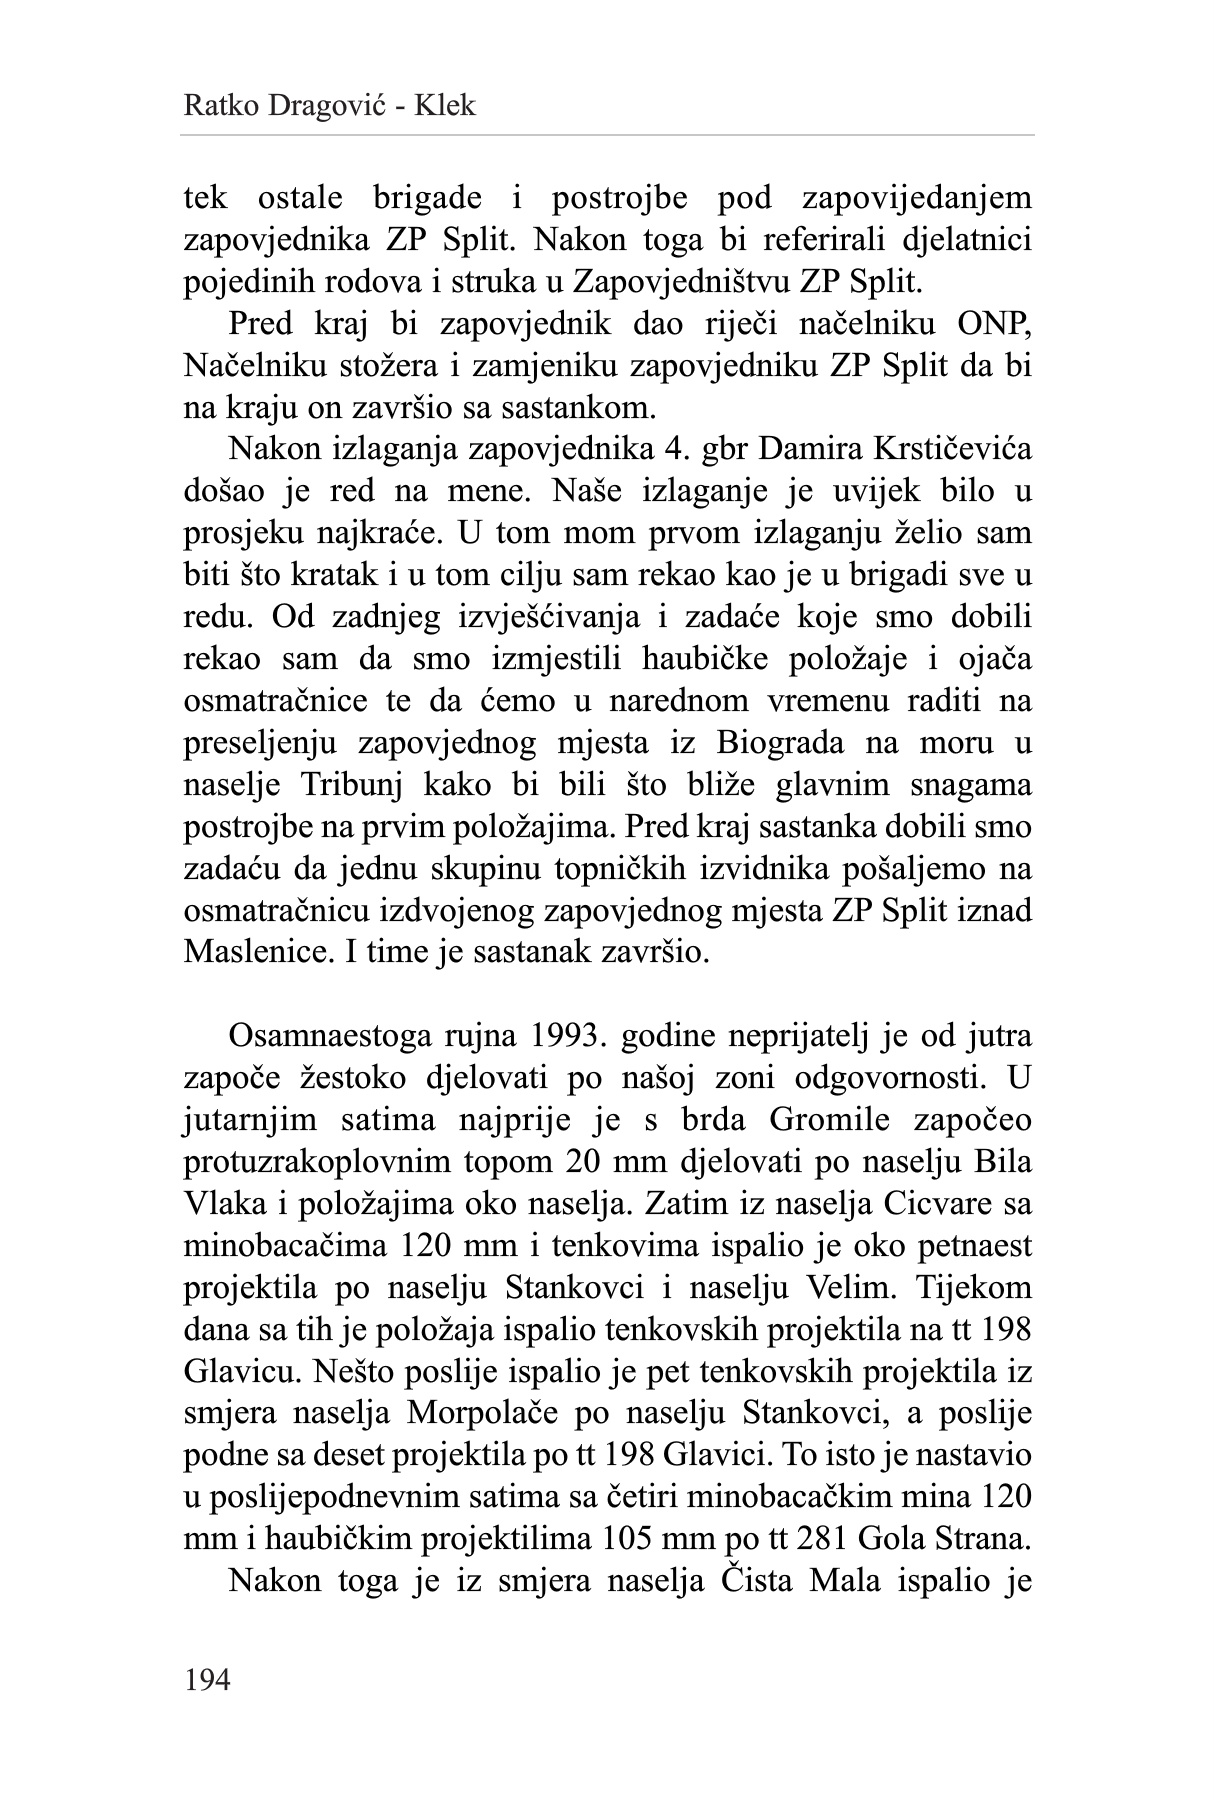 Ratko Dragović - Klek
tek ostale brigade i postrojbe pod zapovijedanjem
zapovjednika ZP Split. Nakon toga bi referirali djelatnici
pojedinih rodova i struka u Zapovjedništvu ZP Split.
Pred kraj bi zapovjednik dao riječi načelniku ONP,
Načelniku stožera i zamjeniku zapovjedniku ZP Split da bi
na kraju on završio sa sastankom.
Nakon izlaganja zapovjednika 4. gbr Damira Krstičevića
došao je red na mene. Naše izlaganje je uvijek bilo u
prosjeku najkraće. U tom mom prvom izlaganju želio sam
biti što kratak i u tom cilju sam rekao kao je u brigadi sve u
redu. Od zadnjeg izvješćivanja i zadaće koje smo dobili
rekao sam da smo izmjestili haubičke položaje i ojača
osmatračnice te da ćemo u narednom vremenu raditi na
preseljenju zapovjednog mjesta iz Biograda na moru u
naselje Tribunj kako bi bili što bliže glavnim snagama
postrojbe na prvim položajima. Pred kraj sastanka dobili smo
zadaću da jednu skupinu topničkih izvidnika pošaljemo na
osmatračnicu izdvojenog zapovjednog mjesta ZP Split iznad
Maslenice. I time je sastanak završio.
Osamnaestoga rujna 1993. godine neprijatelj je od jutra
započe žestoko djelovati po našoj zoni odgovornosti. U
jutarnjim satima najprije je s brda Gromile započeo
protuzrakoplovnim topom 20 mm djelovati po naselju Bila
Vlaka i položajima oko naselja. Zatim iz naselja Cicvare sa
minobacačima 120 mm i tenkovima ispalio je oko petnaest
projektila po naselju Stankovci i naselju Velim. Tijekom
dana sa tih je položaja ispalio tenkovskih projektila na tt 198
Glavicu. Nešto poslije ispalio je pet tenkovskih projektila iz
smjera naselja Morpolače po naselju Stankovci, a poslije
podne sa deset projektila po tt 198 Glavici. To isto je nastavio
u poslijepodnevnim satima sa četiri minobacačkim mina 120
mm i haubičkim projektilima 105 mm po tt 281 Gola Strana.
Nakon toga je iz smjera naselja Čista Mala ispalio je
194